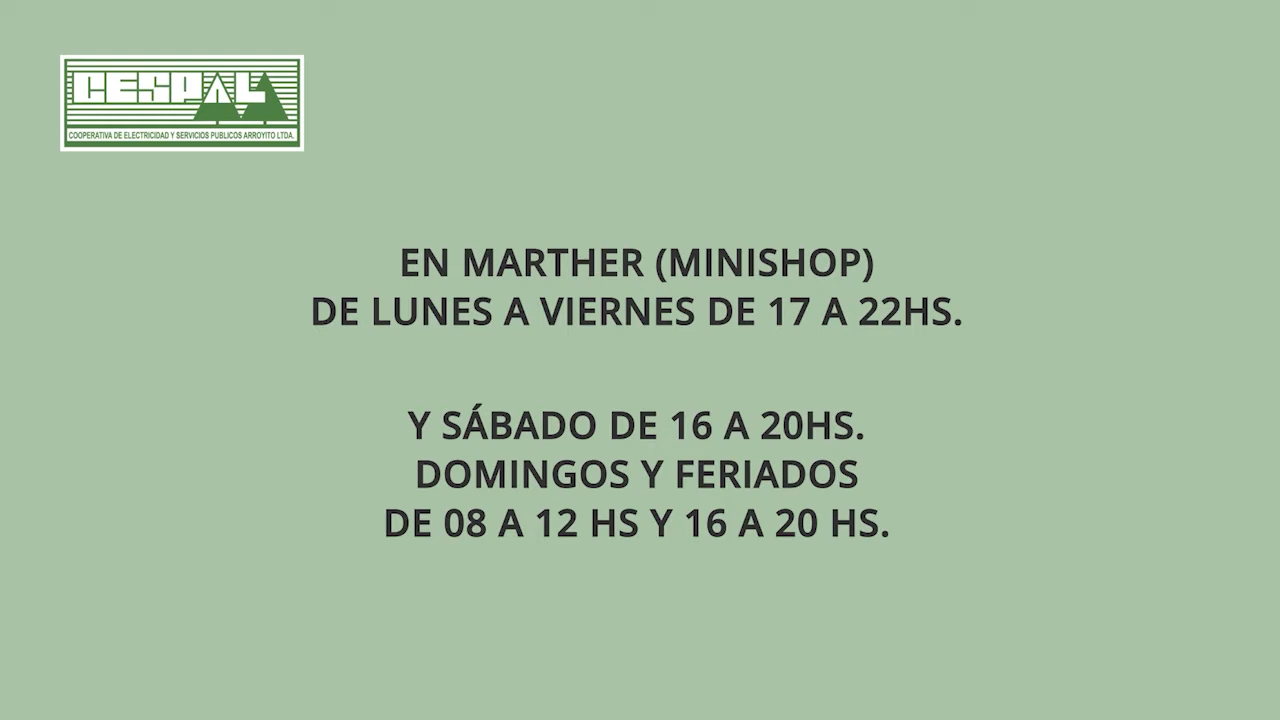 CESPAL
COOPERATIVA DE ELECTRICIDAD Y SERVICIOS PUBLICOS ARROYITO LTDA.
EN MARTHER (MINISHOP)
DE LUNES A VIERNES DE 17 A 22HS.
Y SÁBADO DE 16 A 20HS.
DOMINGOS Y FERIADOS
DE 08 A 12 HS Y 16 A 20 HS.